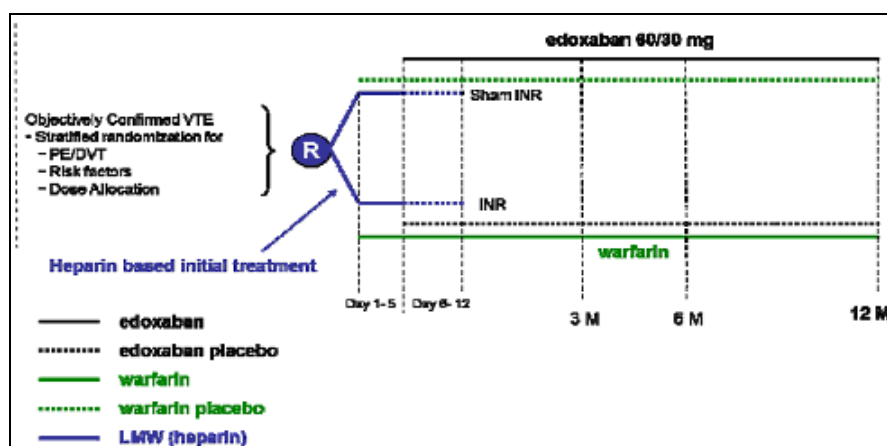 edoxaban 60/30 mg
Sham INR
Objectively Confirmed VTE
- Stratified randomization for
- PE/DVT
- Risk factors
- Dose Allocation
R
INR
Heparin based initial treatment
warfarin
Day 1-5
Day 6-12
3 M
6 M
12 M
edoxaban
edoxaban placebo
warfarin
warfarin placebo
LMW (heparin)